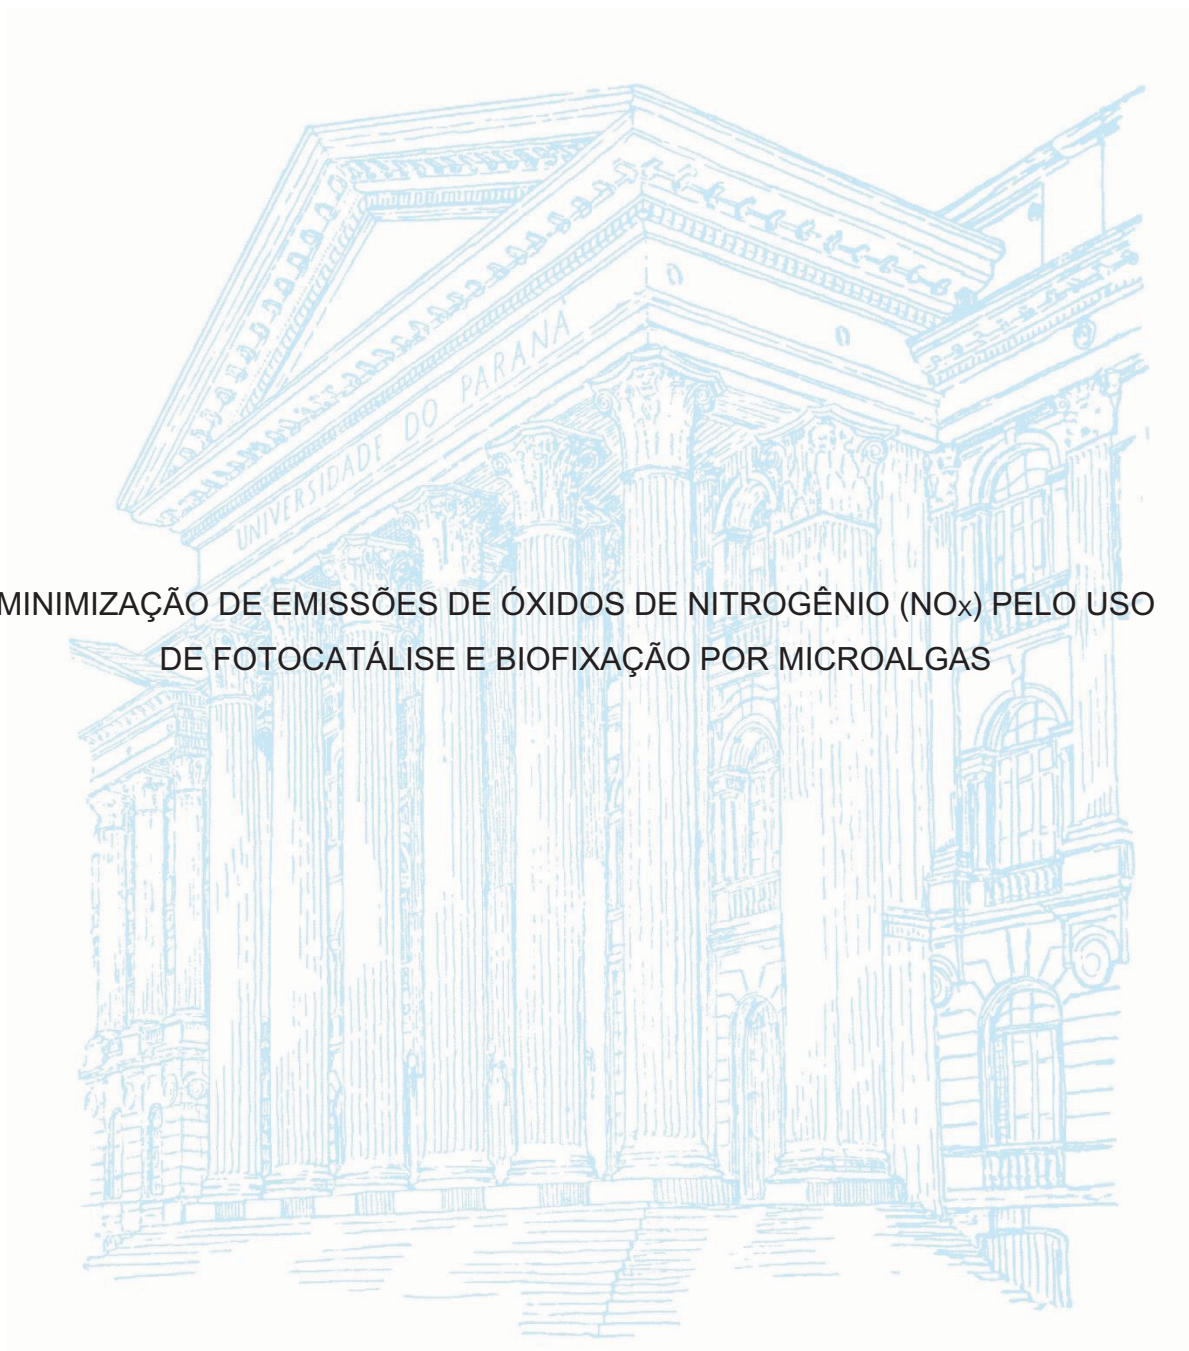 UNIVERSIDADE DO PARANÁ
MINIMIZAÇÃO DE EMISSÕES DE ÓXIDOS DE NITROGÊNIO (NOx) PELO USO
DE FOTOCATÁLISE E BIOFIXAÇÃO POR MICROALGAS